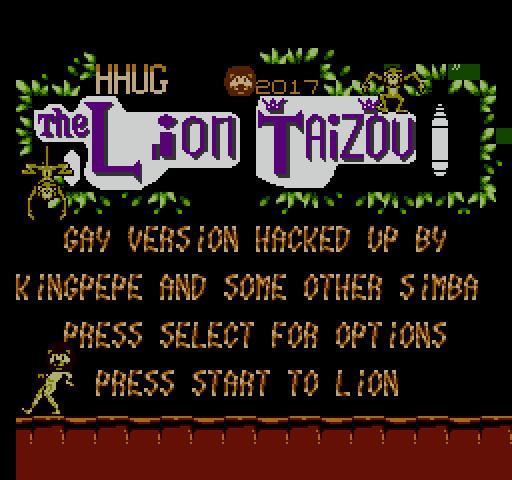 HHUG 2017
The Lion Taizou
GAY VERSION HACKED UP BY
KINGPEPE AND SOME OTHER SIMBA
PRESS SELECT FOR OPTIONS
PRESS START TO LION